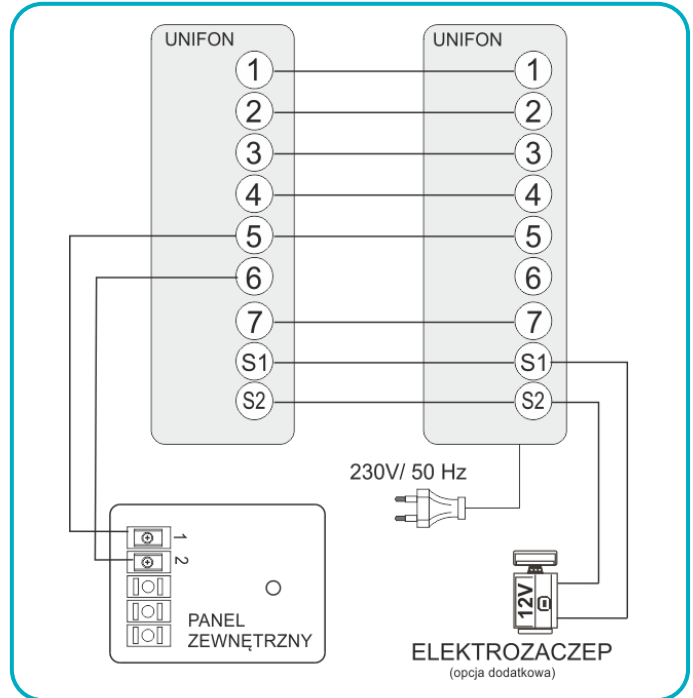 UNIFON
UNIFON
1 1
2 2
3 3
4 4
5 5
6 6
7 7
S1 S1
S2 S2
230V/ 50 Hz
1
2
PANEL
ZEWNĘTRZNY
12V
ELEKTROZACZEP
(opcja dodatkowa)